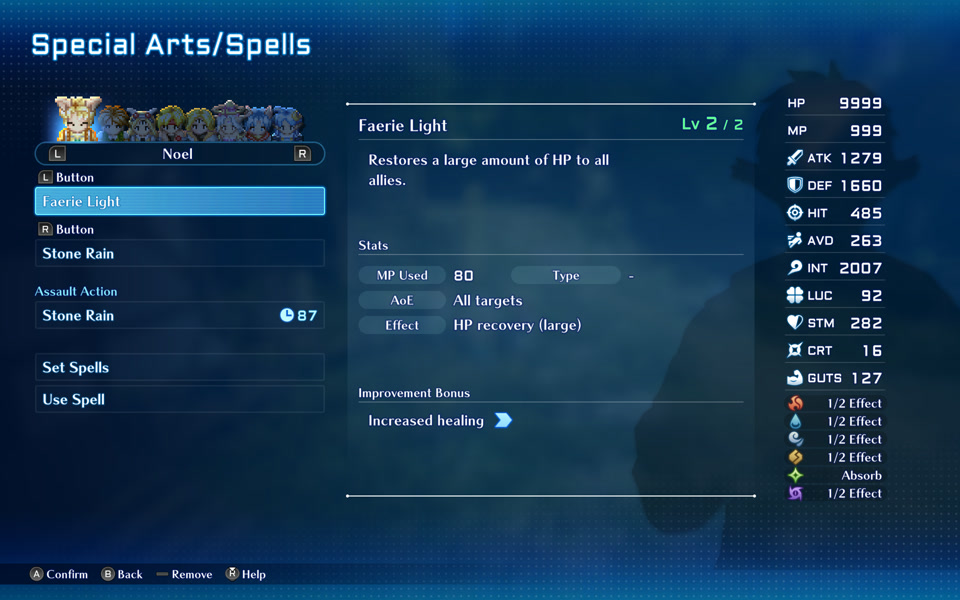 Special Arts/Spells
L Noel R
L Button
Faerie Light
R Button
Stone Rain
Assault Action
Stone Rain 87
Set Spells
Use Spell
Faerie Light Lv 2 / 2
Restores a large amount of HP to all
allies.
Stats
MP Used 80 Type -
AoE All targets
Effect HP recovery (large)
Improvement Bonus
Increased healing
HP 9999
MP 999
ATK 1279
DEF 1660
HIT 485
AVD 263
INT 2007
LUC 92
STM 282
CRT 16
GUTS 127
1/2 Effect
1/2 Effect
1/2 Effect
1/2 Effect
Absorb
1/2 Effect
A Confirm B Back Remove R Help